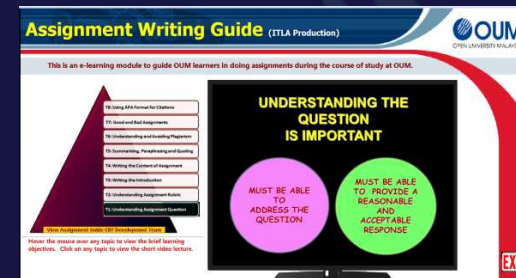 Assignment Writing Guide (ITLA Production)
OUM
OPEN UNIVERSITY MALAYS
This is an e-learning module to guide OUM learners in doing assignments during the course of study at OUM.
T8: Using APA Format for Citations
T7: Good and Bad Assignments
T6: Understanding and Avoiding Plagiarism
T5: Summarising, Paraphrasing and Quoting
T4: Writing the Content of Assignment
T3: Writing the Introduction
T2: Understanding Assignment Rubric
T1: Understanding Assignment Question
View Assignment Guide CBT Development Team
Hover the mouse over any topic to view the brief learning
objectives. Click on any topic to view the short video lecture.
UNDERSTANDING THE
QUESTION
IS IMPORTANT
MUST BE ABLE
TO
ADDRESS THE
QUESTION
MUST BE ABLE
TO PROVIDE A
REASONABLE
AND
ACCEPTABLE
RESPONSE
EX